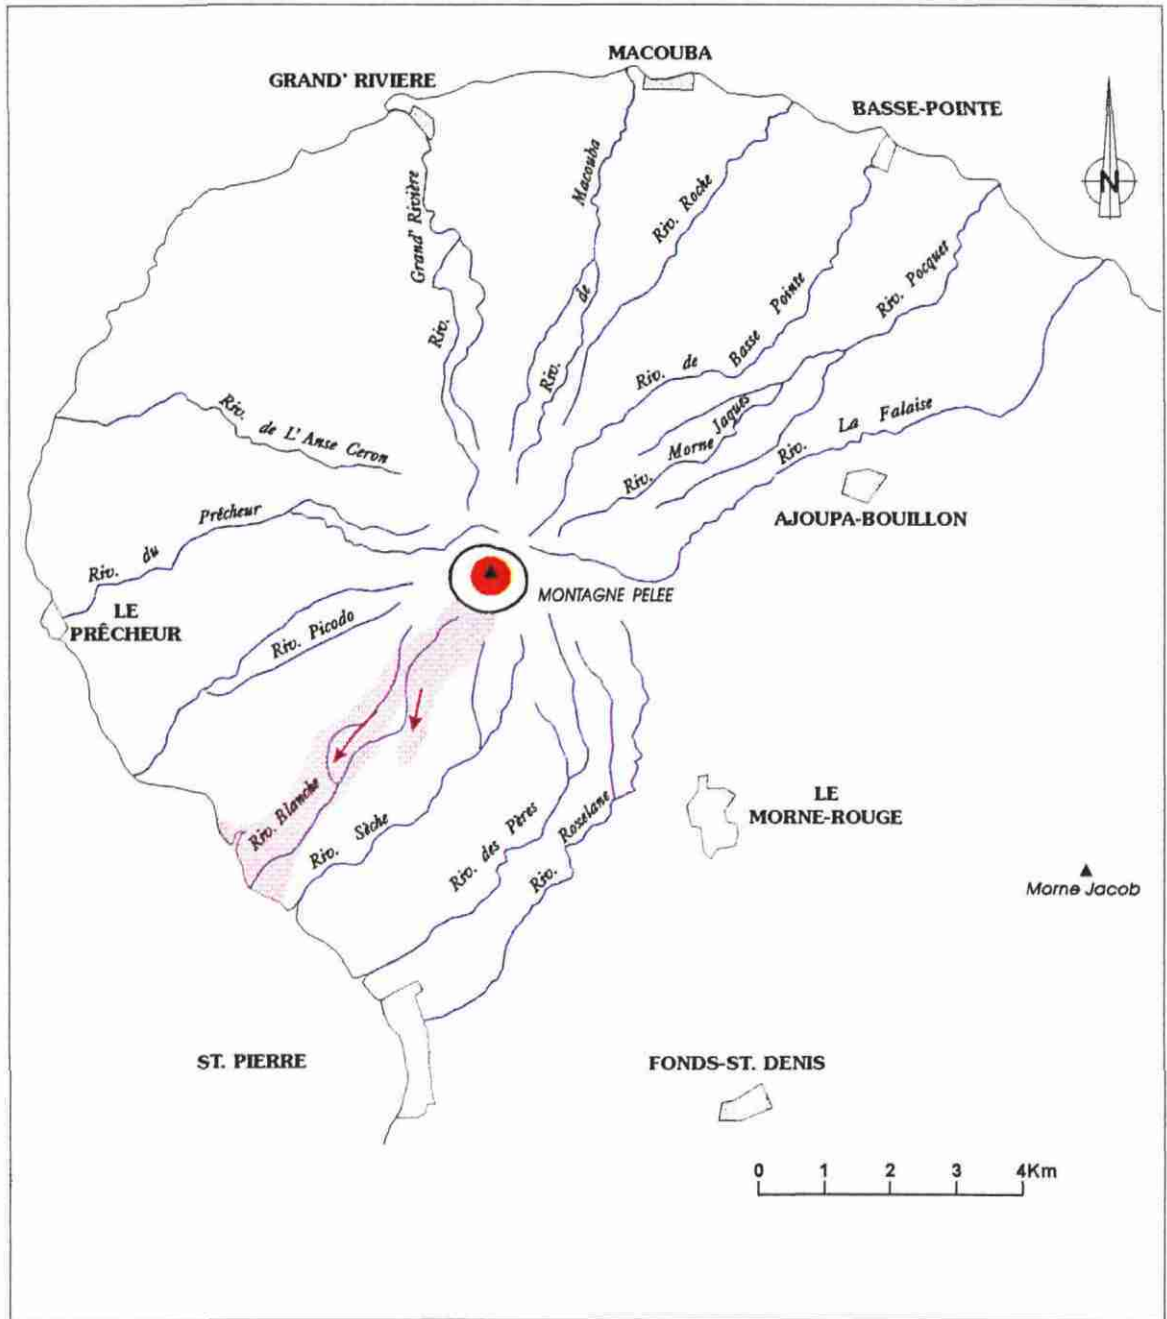 MACOUBA
GRAND' RIVIERE
BASSE-POINTE
N
Riv. Grand' Rivière
Riv. de Macouba
Riv. Roche
Riv. de Basse Pointe
Riv. Pocquet
Riv. Morne Jaques
Riv. La Falaise
Riv. de L'Anse Ceron
AJOUPA-BOUILLON
Riv. du Prêcheur
MONTAGNE PELEE
LE
PRÊCHEUR
Riv. Picodo
Riv. Blanche
Riv. Sèche
Riv. des Pères
Riv. Roxelane
LE
MORNE-ROUGE
Morne Jacob
ST. PIERRE
FONDS-ST. DENIS
0 1 2 3 4Km